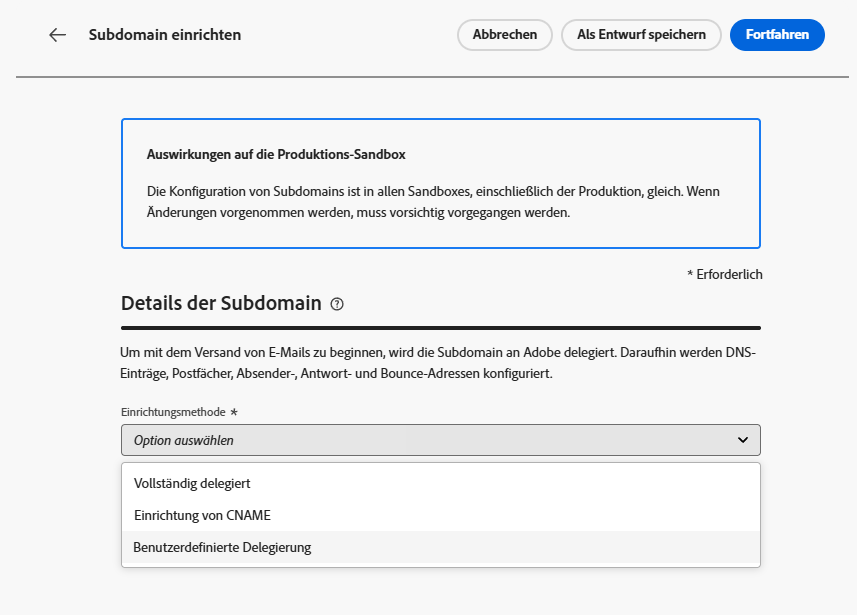 Subdomain einrichten
Abbrechen
Als Entwurf speichern
Fortfahren
Auswirkungen auf die Produktions-Sandbox
Die Konfiguration von Subdomains ist in allen Sandboxes, einschließlich der Produktion, gleich. Wenn
Änderungen vorgenommen werden, muss vorsichtig vorgegangen werden.
* Erforderlich
Details der Subdomain
Um mit dem Versand von E-Mails zu beginnen, wird die Subdomain an Adobe delegiert. Daraufhin werden DNS-
Einträge, Postfächer, Absender-, Antwort- und Bounce-Adressen konfiguriert.
Einrichtungsmethode *
Option auswählen
Vollständig delegiert
Einrichtung von CNAME
Benutzerdefinierte Delegierung